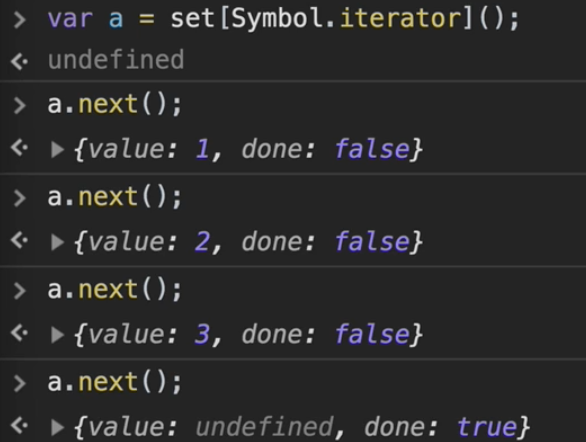 > var a = set[Symbol.iterator]();
<· undefined
> a.next();
<· ▶{value: 1, done: false}
> a.next();
<· ▶{value: 2, done: false}
> a.next();
<· ▶{value: 3, done: false}
> a.next();
<· ▶{value: undefined, done: true}